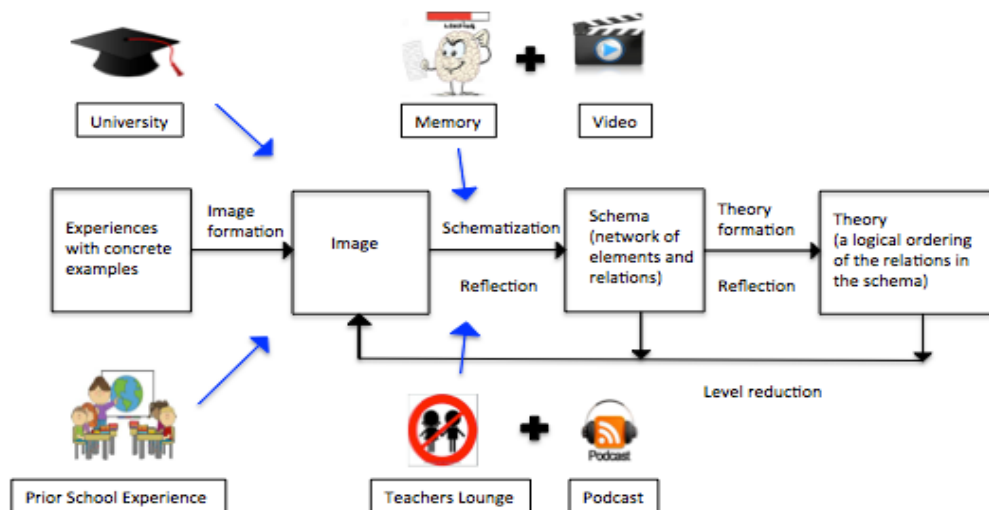 LOADING
University
Memory
Video
Experiences
with concrete
examples
Image
formation
Image
Schematization
Reflection
Schema
(network of
elements and
relations)
Theory
formation
Reflection
Theory
(a logical ordering
of the relations in
the schema)
Level reduction
Podcast
Prior School Experience
Teachers Lounge
Podcast